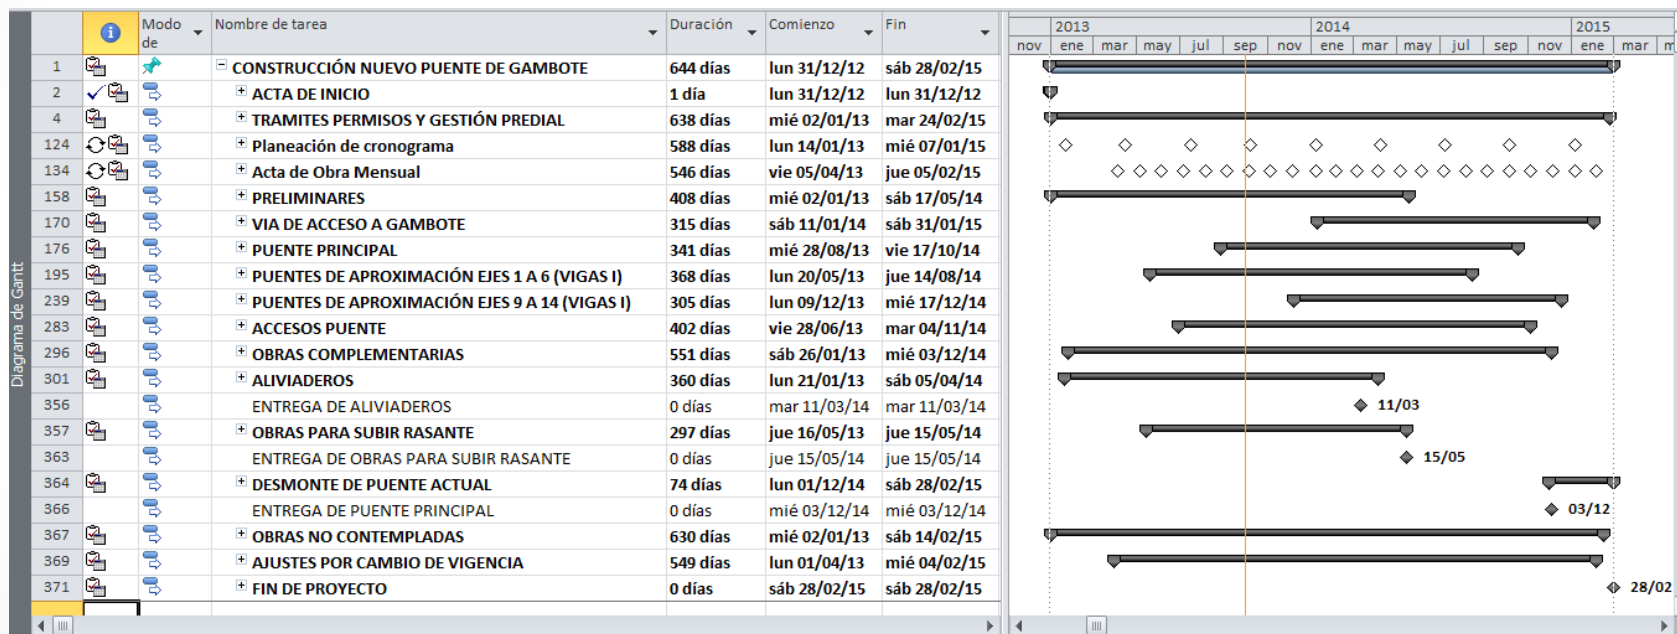 Modo de Nombre de tarea Duración Comienzo Fin 2013 2014 2015
nov ene mar may jul sep nov ene mar may jul sep nov ene mar m
1 CONSTRUCCIÓN NUEVO PUENTE DE GAMBOTE 644 días lun 31/12/12 sáb 28/02/15
2 ACTA DE INICIO 1 día lun 31/12/12 lun 31/12/12
4 TRAMITES PERMISOS Y GESTIÓN PREDIAL 638 días mié 02/01/13 mar 24/02/15
124 Planeación de cronograma 588 días lun 14/01/13 mié 07/01/15
134 Acta de Obra Mensual 546 días vie 05/04/13 jue 05/02/15
158 PRELIMINARES 408 días mié 02/01/13 sáb 17/05/14
170 VIA DE ACCESO A GAMBOTE 315 días sáb 11/01/14 sáb 31/01/15
176 PUENTE PRINCIPAL 341 días mié 28/08/13 vie 17/10/14
195 PUENTES DE APROXIMACIÓN EJES 1 A 6 (VIGAS I) 368 días lun 20/05/13 jue 14/08/14
239 PUENTES DE APROXIMACIÓN EJES 9 A 14 (VIGAS I) 305 días lun 09/12/13 mié 17/12/14
283 ACCESOS PUENTE 402 días vie 28/06/13 mar 04/11/14
296 OBRAS COMPLEMENTARIAS 551 días sáb 26/01/13 mié 03/12/14
301 ALIVIADEROS 360 días lun 21/01/13 sáb 05/04/14
356 ENTREGA DE ALIVIADEROS 0 días mar 11/03/14 mar 11/03/14 11/03
357 OBRAS PARA SUBIR RASANTE 297 días jue 16/05/13 jue 15/05/14
363 ENTREGA DE OBRAS PARA SUBIR RASANTE 0 días jue 15/05/14 jue 15/05/14 15/05
364 DESMONTE DE PUENTE ACTUAL 74 días lun 01/12/14 sáb 28/02/15
366 ENTREGA DE PUENTE PRINCIPAL 0 días mié 03/12/14 mié 03/12/14 03/12
367 OBRAS NO CONTEMPLADAS 630 días mié 02/01/13 sáb 14/02/15
369 AJUSTES POR CAMBIO DE VIGENCIA 549 días lun 01/04/13 mié 04/02/15
371 FIN DE PROYECTO 0 días sáb 28/02/15 sáb 28/02/15 28/02
Diagrama de Gantt